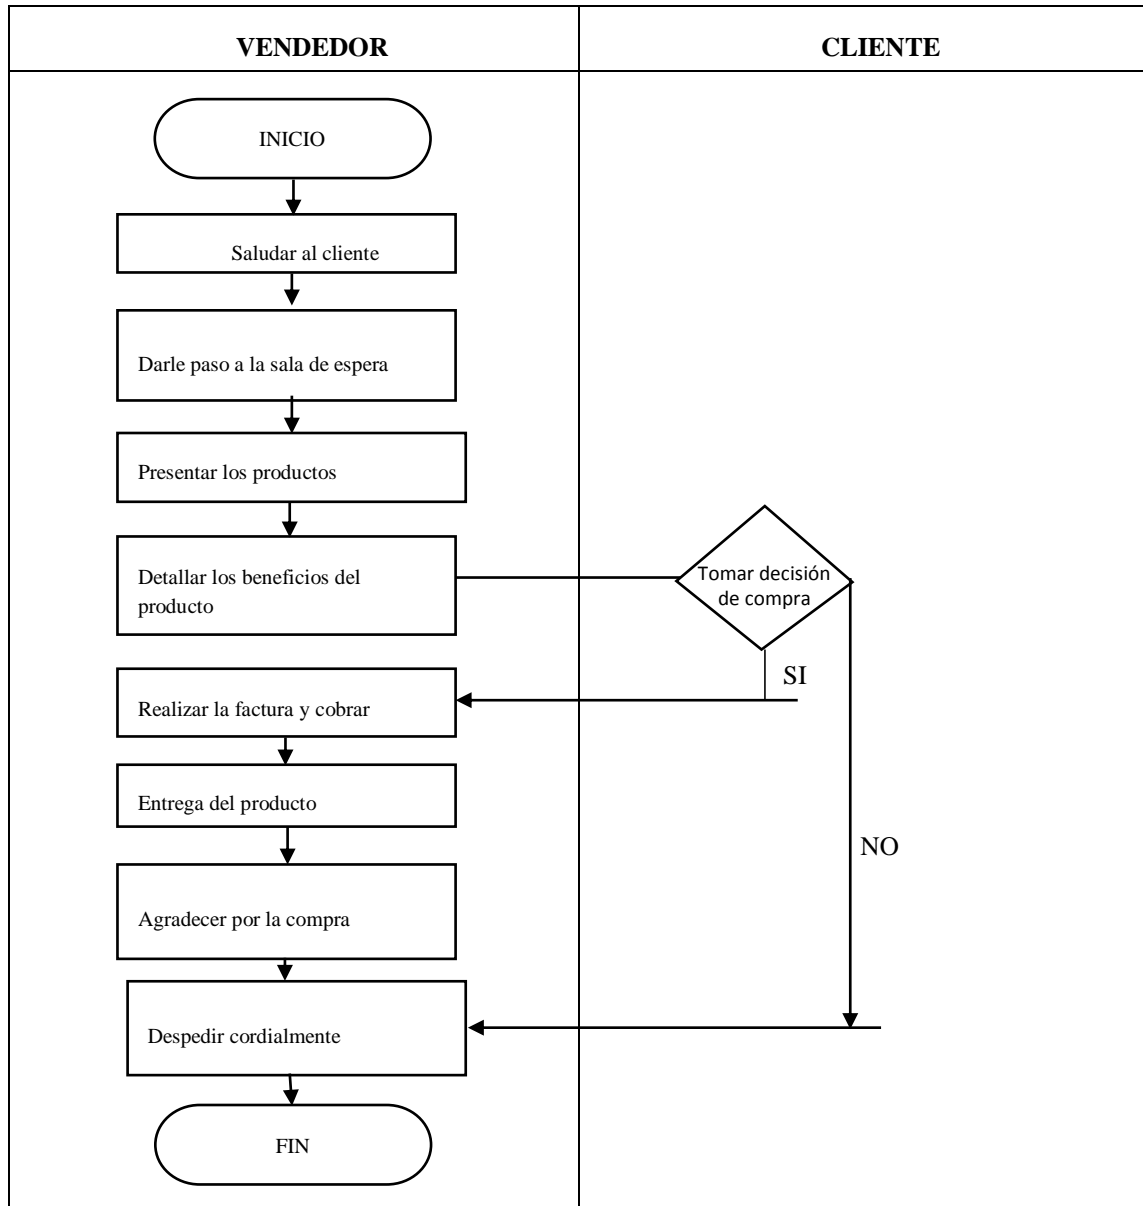 VENDEDOR
CLIENTE
INICIO
Saludar al cliente
Darle paso a la sala de espera
Presentar los productos
Detallar los beneficios del
producto
Tomar decisión
de compra
SI
Realizar la factura y cobrar
Entrega del producto
NO
Agradecer por la compra
Despedir cordialmente
FIN